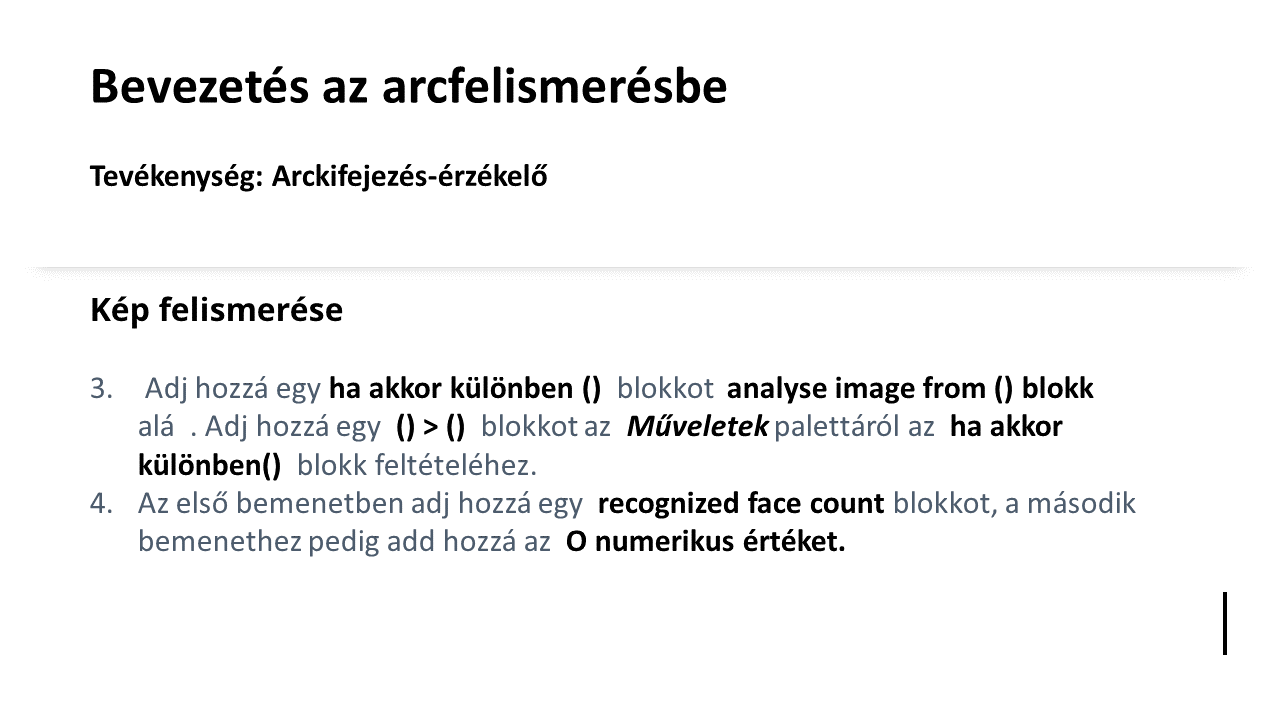 Bevezetés az arcfelismerésbe
Tevékenység: Arckifejezés-érzékelő
Kép felismerése
3. Adj hozzá egy ha akkor különben () blokkot analyse image from () blokk
alá . Adj hozzá egy () > () blokkot az Műveletek palettáról az ha akkor
különben() blokk feltételéhez.
4. Az első bemenetben adj hozzá egy recognized face count blokkot, a második
bemenethez pedig add hozzá az O numerikus értéket.